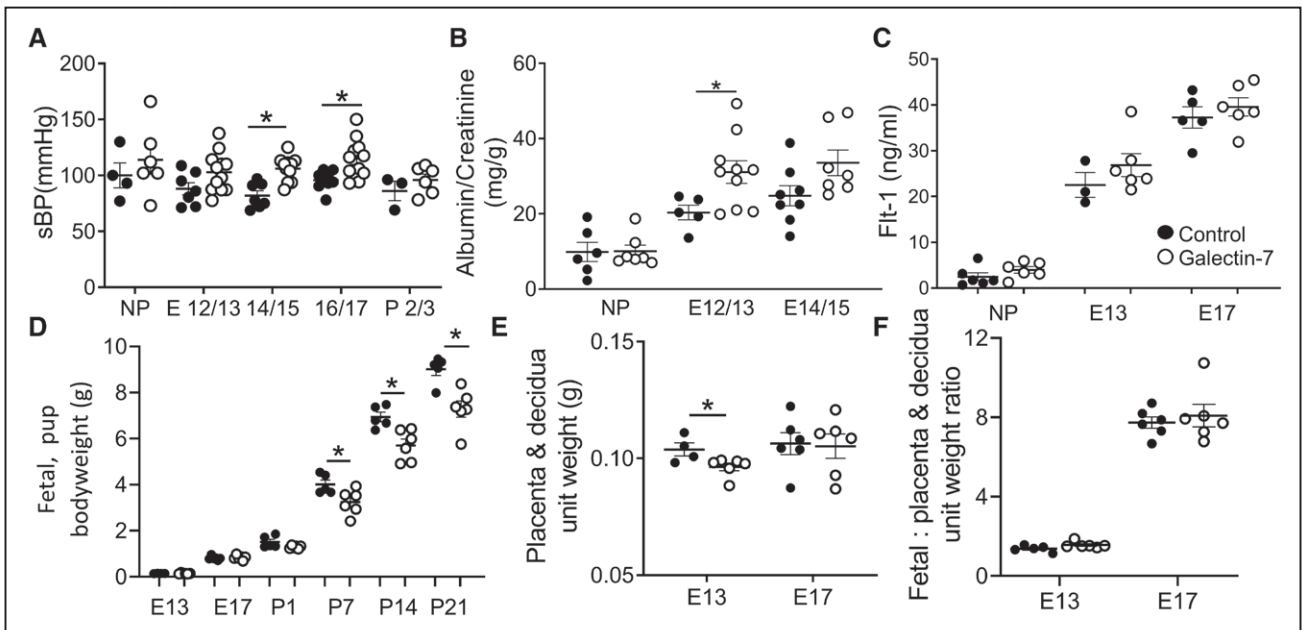 A
sBP(mmHg)
200
150
100
50
0
*
*
NP
E 12/13
14/15
16/17
P 2/3
B
Albumin/Creatinine
(mg/g)
60
40
20
0
*
NP
E12/13
E14/15
C
Flt-1 (ng/ml)
50
40
30
20
10
0
Control
Galectin-7
NP
E13
E17
D
Fetal, pup
bodyweight (g)
10
8
6
4
2
0
*
*
*
E13
E17
P1
P7
P14
P21
E
Placenta & decidua
unit weight (g)
0.15
0.10
0.05
*
E13
E17
F
Fetal : placenta & decidua
unit weight ratio
12
8
4
0
E13
E17